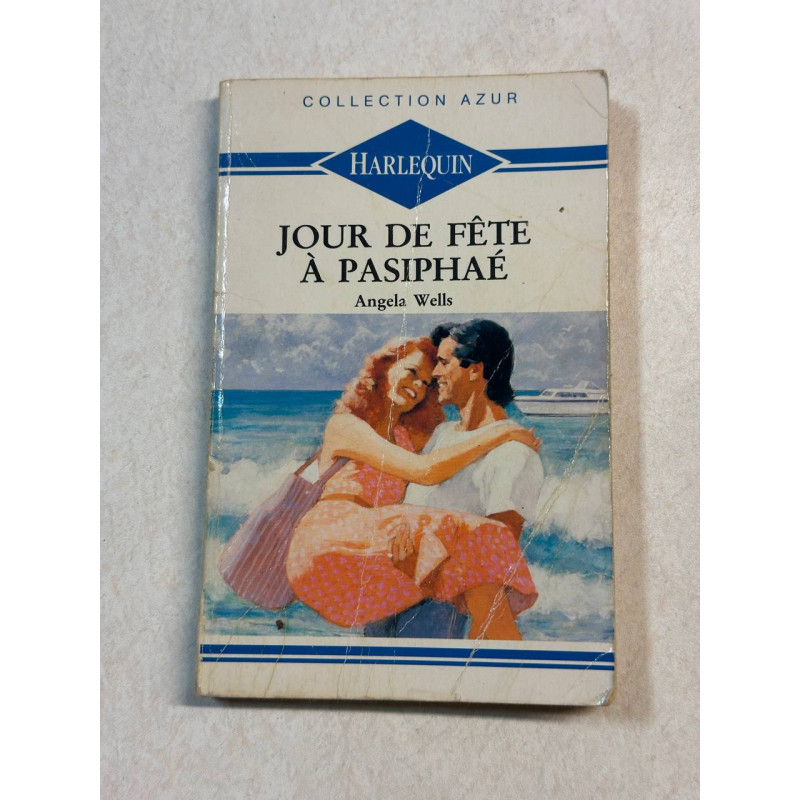 COLLECTION AZUR
HARLEQUIN
JOUR DE FÊTE
À PASIPHAÉ
Angela Wells